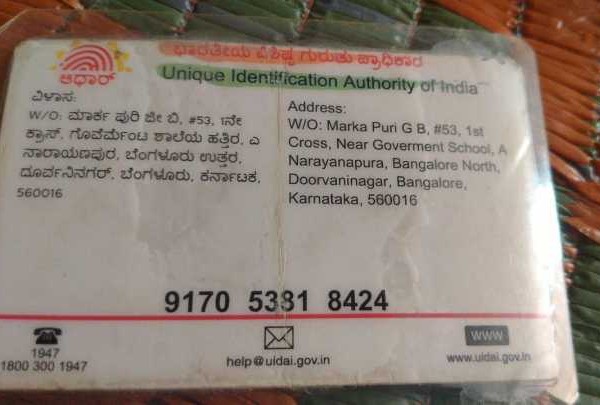 ಭಾರತೀಯ ವಿಶಿಷ್ಟ ಗುರುತು ಪ್ರಾಧಿಕಾರ
Unique Identification Authority of India
ಆಧಾರ್
ವಿಳಾಸ:
W/O: ಮಾರ್ಕ ಪುರಿ ಜೀ ಬಿ, #53, 1ನೇ
ಕ್ರಾಸ್, ಗೊವೆರ್ಮೆಂಟ ಶಾಲೆಯ ಹತ್ತಿರ, ಎ
ನಾರಾಯಣಪುರ, ಬೆಂಗಳೂರು ಉತ್ತರ,
ದೂರ್ವನಿನಗರ್, ಬೆಂಗಳೂರು, ಕರ್ನಾಟಕ,
560016
Address:
W/O: Marka Puri G B, #53, 1st
Cross, Near Goverment School, A
Narayanapura, Bangalore North,
Doorvaninagar, Bangalore,
Karnataka, 560016
9170 5381 8424
1947
1800 300 1947
help@uidai.gov.in
WWW
www.uidai.gov.in